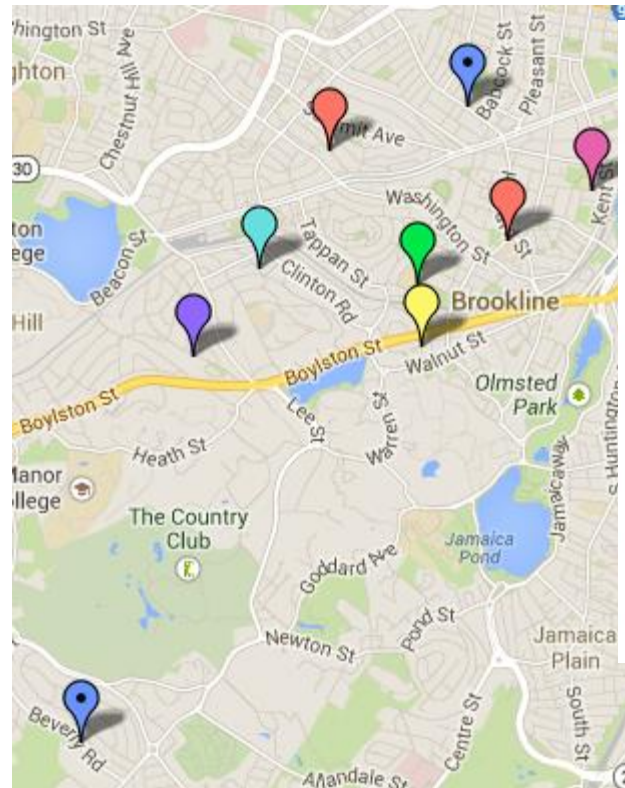 hington St
Chestnut Hill Ave
ghton
Babcock St
Pleasant St
mit Ave
30
Kent St
Washington St
ton
ege
Beacon St
Tappan St
Clinton Rd
St
Hill
Brookline
Boylston St
Walnut St
Olmsted
Park
Boylston St
Lee St
Warren St
Heath St
S Huntington
Manor
llege
Jamaicaway
The Country
Club
Jamaica
Pond
Goddard Ave
Pond St
Newton St
Jamaica
Plain
Beverly Rd
Centre St
South St
Allandale St